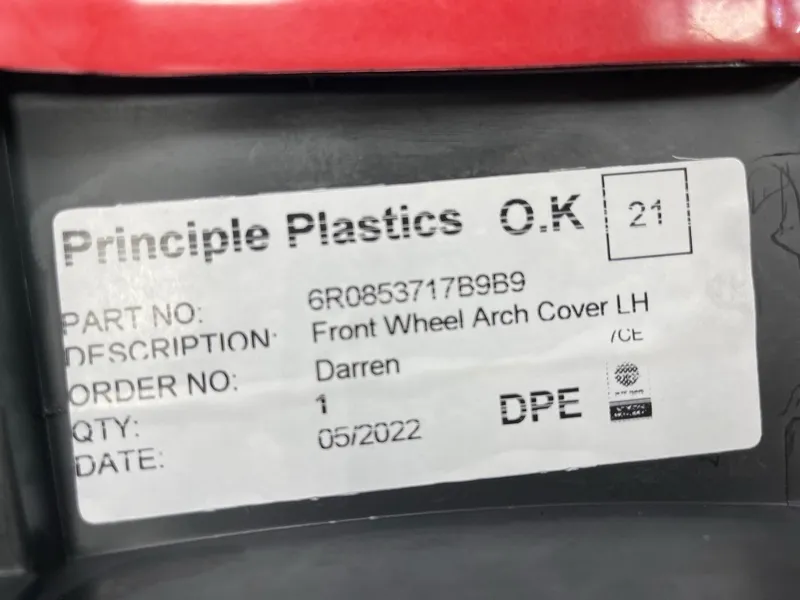 Principle Plastics O.K 21
PART NO: 6R0853717B9B9
DESCRIPTION: Front Wheel Arch Cover LH
/CE
ORDER NO: Darren
QTY: 1
DPE
DATE: 05/2022